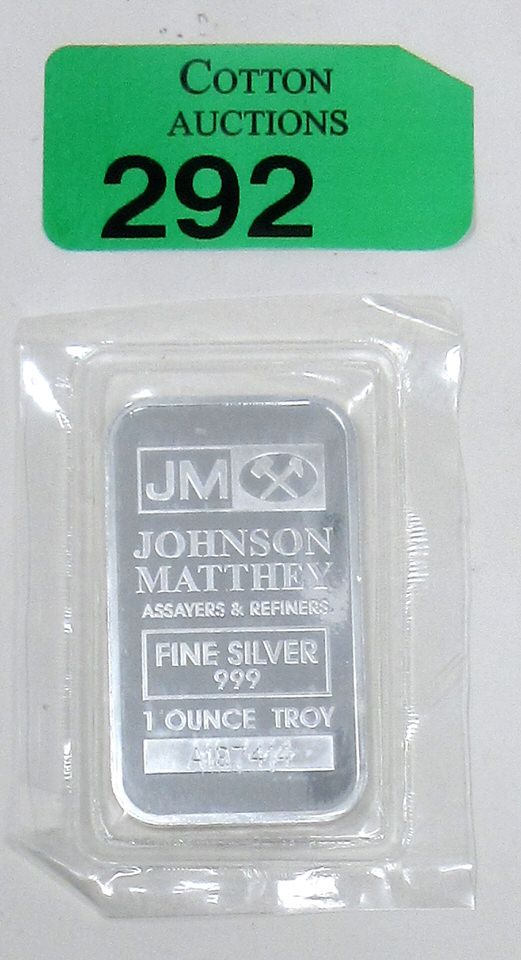 COTTON
AUCTIONS
292
JM
JOHNSON
MATTHEY
ASSAYERS & REFINERS
FINE SILVER
999
1 OUNCE TROY